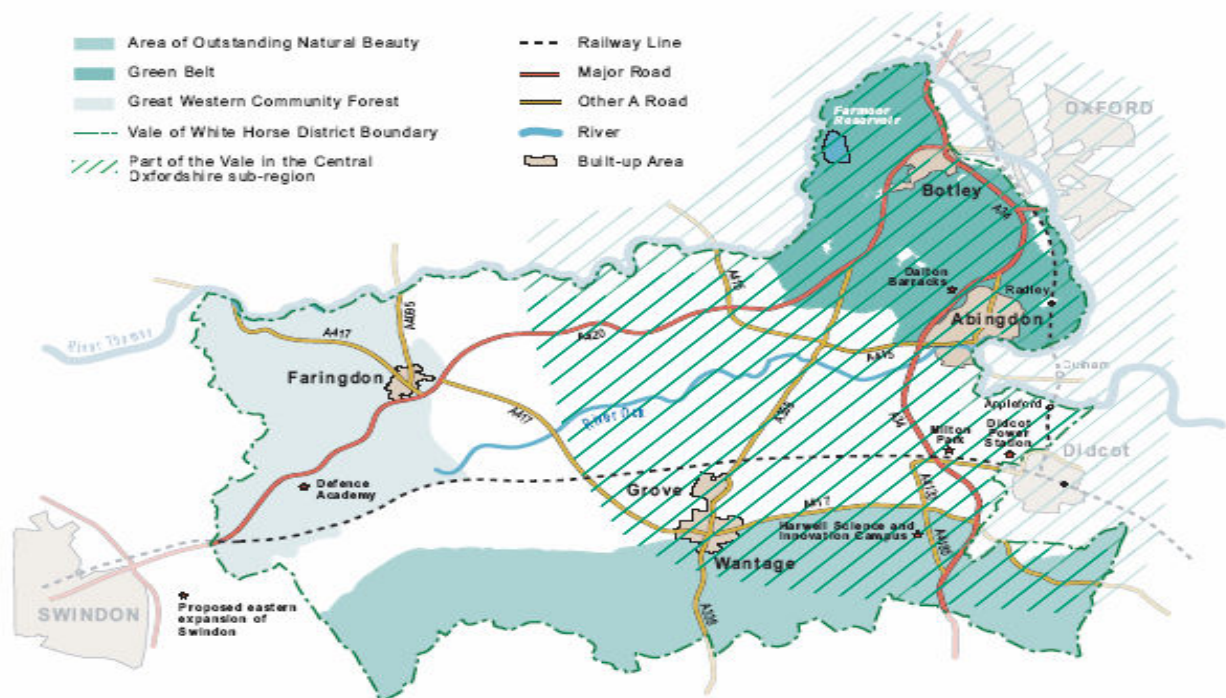 Area of Outstanding Natural Beauty
Green Belt
Great Western Community Forest
Vale of White Horse District Boundary
Part of the Vale in the Central
Oxfordshire sub-region
Railway Line
Major Road
Other A Road
River
Built-up Area
OXFORD
Farmoor
Reservoir
Botley
A34
Dalton
Barracks
Radley
Abingdon
A415
A415
Culham
River Thames
A417
A4095
A420
Faringdon
A417
River Ock
A338
A34
Appleford
Milton
Park
Didcot
Power
Station
Didcot
Defence
Academy
Grove
A417
A4130
Harwell Science and
Innovation Campus
A4185
Wantage
A338
SWINDON
Proposed eastern
expansion of
Swindon